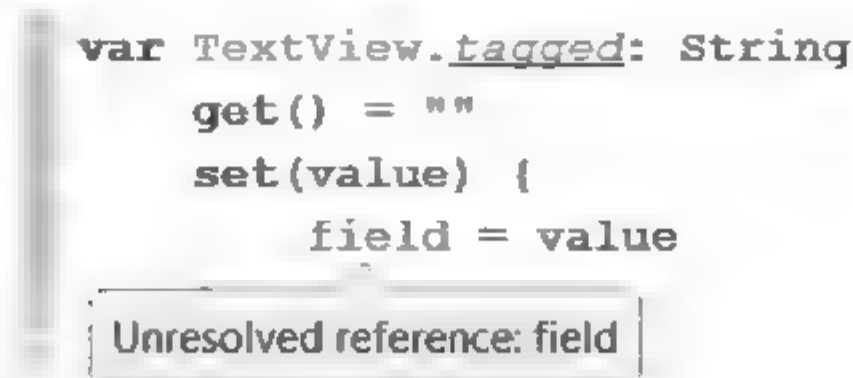 var TextView.tagged: String
get() = ""
set(value) {
field = value
Unresolved reference: field